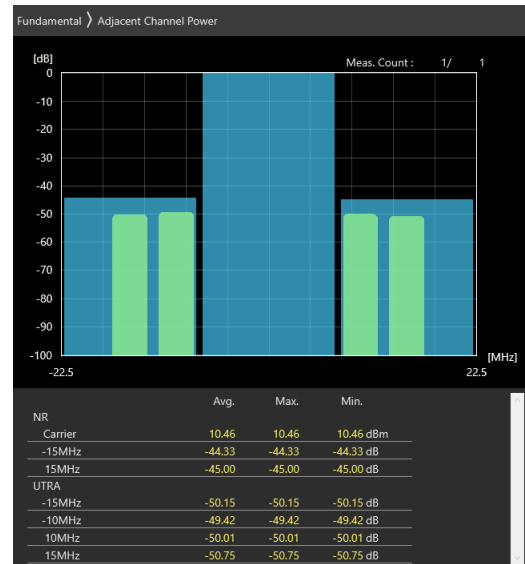 Fundamental 〉 Adjacent Channel Power
[dB]
Meas. Count : 1/ 1
0
-10
-20
-30
-40
-50
-60
-70
-80
-90
-100
[MHz]
-22.5 22.5
Avg. Max. Min.
NR
Carrier 10.46 10.46 10.46 dBm
-15MHz -44.33 -44.33 -44.33 dB
15MHz -45.00 -45.00 -45.00 dB
UTRA
-15MHz -50.15 -50.15 -50.15 dB
-10MHz -49.42 -49.42 -49.42 dB
10MHz -50.01 -50.01 -50.01 dB
15MHz -50.75 -50.75 -50.75 dB